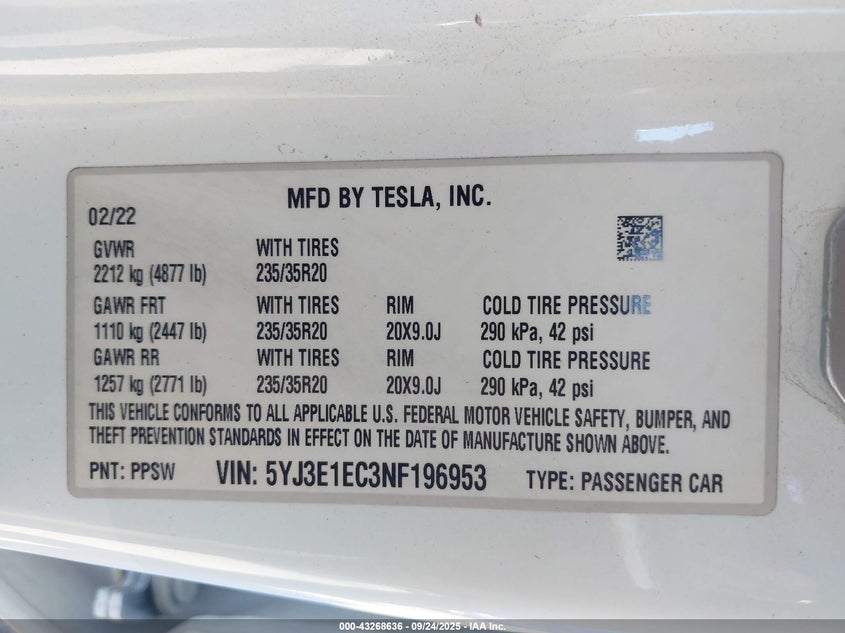 MFD BY TESLA, INC.
02/22
GVWR WITH TIRES
2212 kg (4877 lb) 235/35R20
GAWR FRT WITH TIRES RIM COLD TIRE PRESSURE
1110 kg (2447 lb) 235/35R20 20X9.0J 290 kPa, 42 psi
GAWR RR WITH TIRES RIM COLD TIRE PRESSURE
1257 kg (2771 lb) 235/35R20 20X9.0J 290 kPa, 42 psi
THIS VEHICLE CONFORMS TO ALL APPLICABLE U.S. FEDERAL MOTOR VEHICLE SAFETY, BUMPER, AND
THEFT PREVENTION STANDARDS IN EFFECT ON THE DATE OF MANUFACTURE SHOWN ABOVE.
PNT: PPSW VIN: 5YJ3E1EC3NF196953 TYPE: PASSENGER CAR
000-43268636 - 09/24/2025 - IAA Inc.